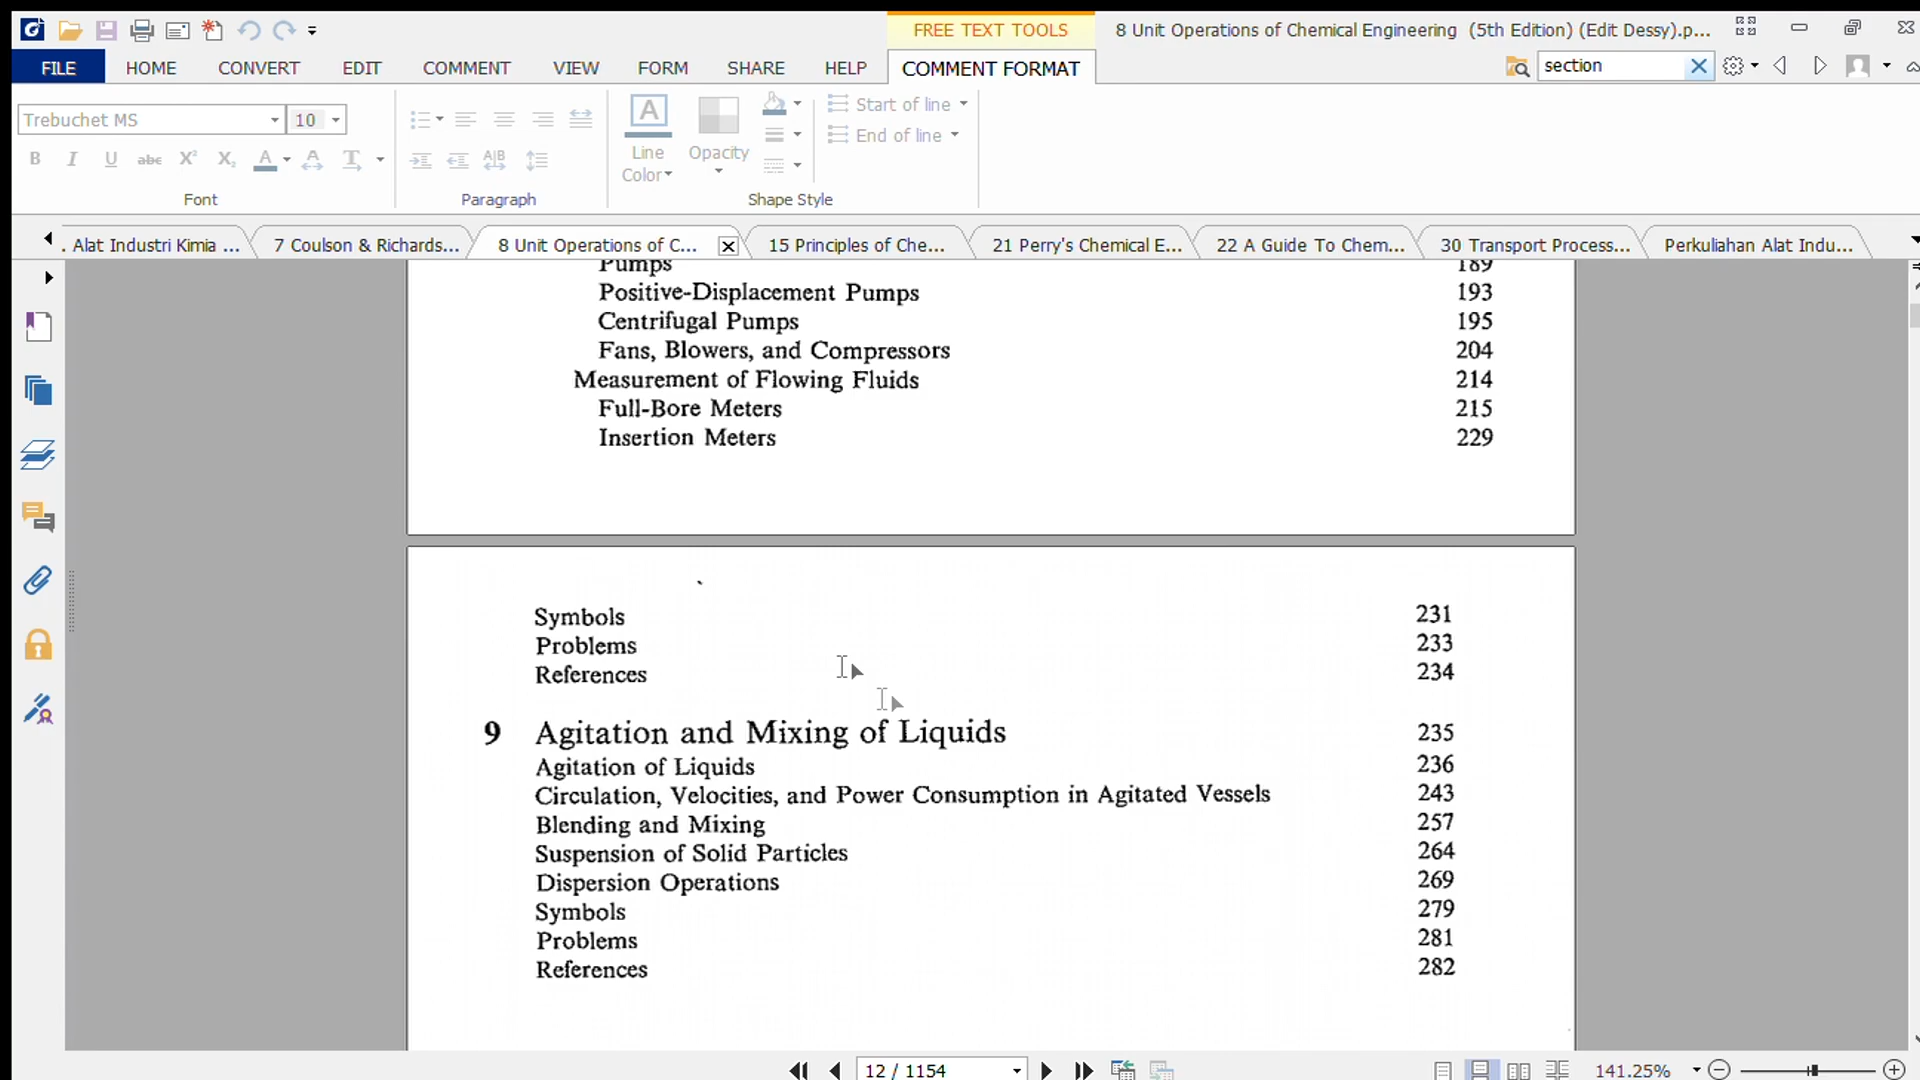 FREE TEXT TOOLS
8 Unit Operations of Chemical Engineering (5th Edition) (Edit Dessy).p...
FILE HOME CONVERT EDIT COMMENT VIEW FORM SHARE HELP COMMENT FORMAT
section
Trebuchet MS 10
Start of line
End of line
B I U abc X² X₂ A A T A|B
Line Color
Opacity
Font Paragraph Shape Style
. Alat Industri Kimia ... 7 Coulson & Richards... 8 Unit Operations of C... 15 Principles of Che... 21 Perry's Chemical E... 22 A Guide To Chem... 30 Transport Process... Perkuliahan Alat Indu...
Pumps 189
Positive-Displacement Pumps 193
Centrifugal Pumps 195
Fans, Blowers, and Compressors 204
Measurement of Flowing Fluids 214
Full-Bore Meters 215
Insertion Meters 229
Symbols 231
Problems 233
References 234
9 Agitation and Mixing of Liquids 235
Agitation of Liquids 236
Circulation, Velocities, and Power Consumption in Agitated Vessels 243
Blending and Mixing 257
Suspension of Solid Particles 264
Dispersion Operations 269
Symbols 279
Problems 281
References 282
12 / 1154
141.25%